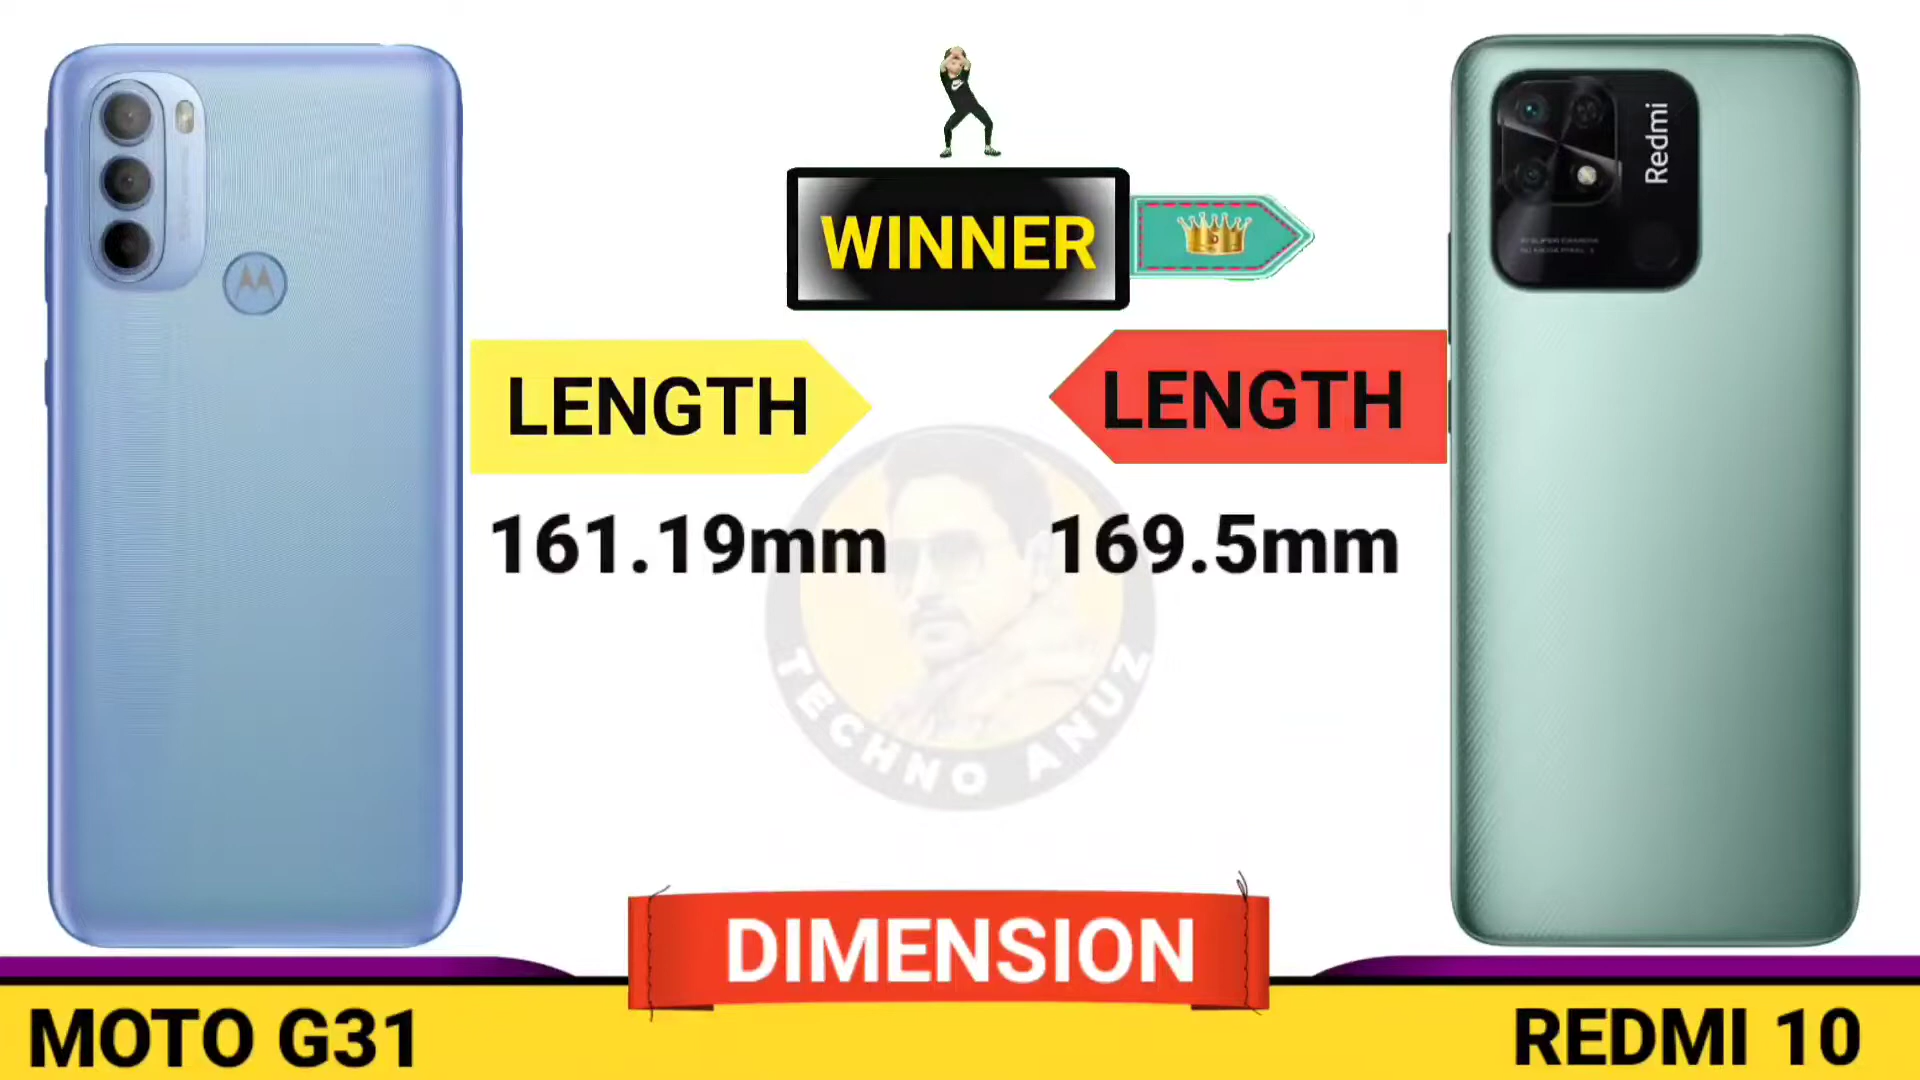 WINNER
Redmi
LENGTH
LENGTH
161.19mm
169.5mm
TECHNO ANUZ
DIMENSION
MOTO G31
REDMI 10